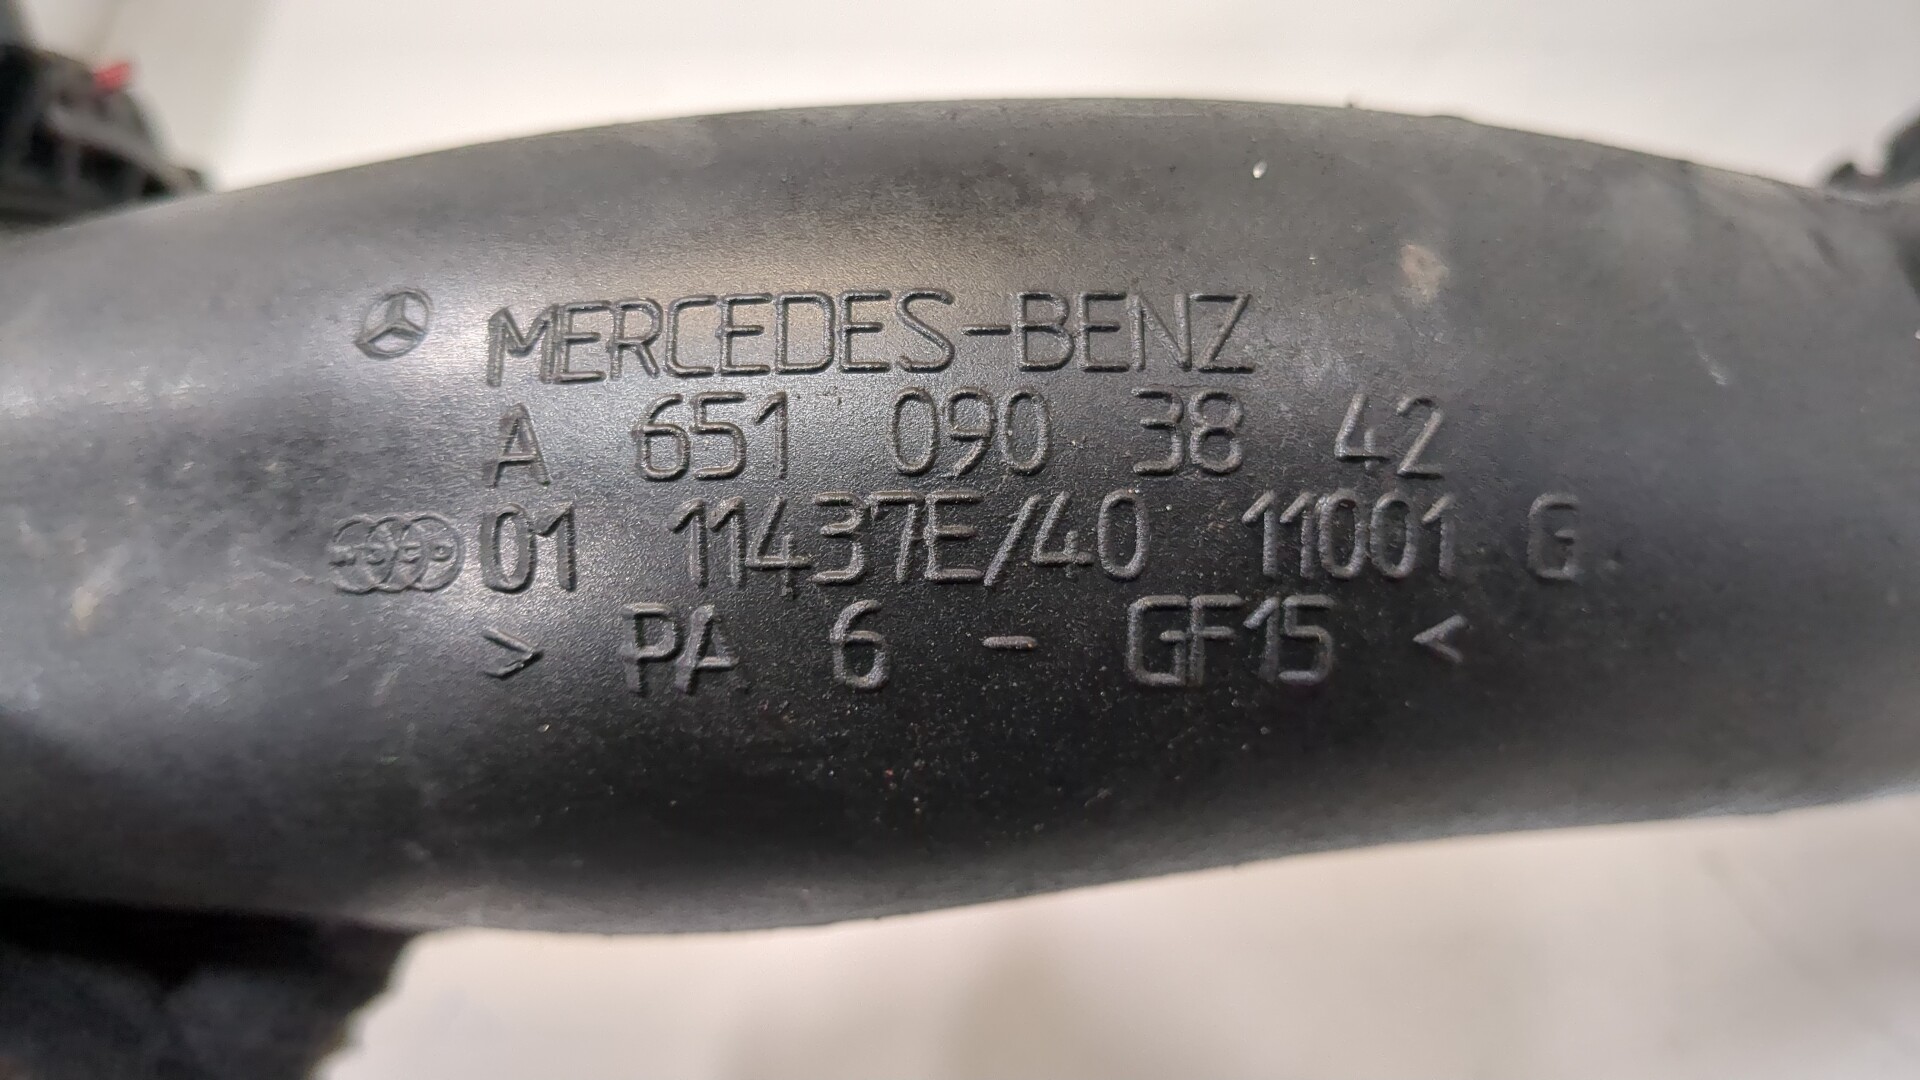 MERCEDES-BENZ
A 651 090 38 42
01 11437E/40 11001 G
> PA 6 - GF15 <